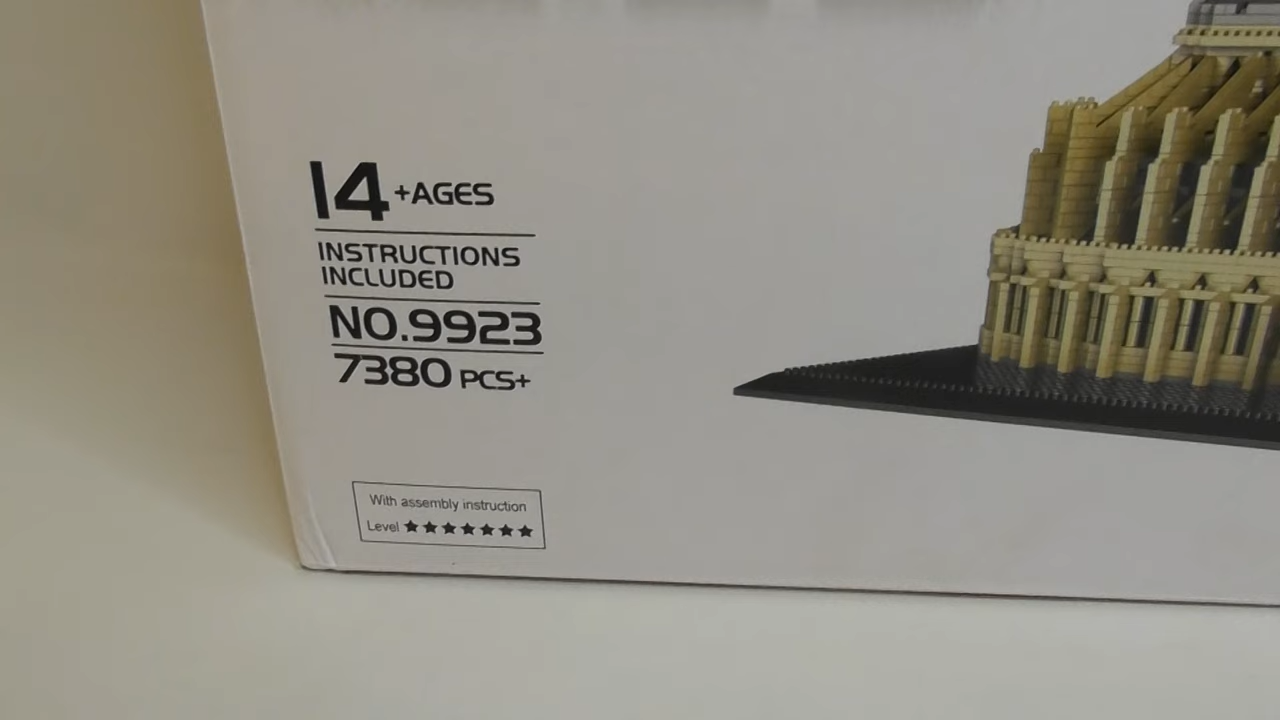 14+AGES
INSTRUCTIONS
INCLUDED
NO.9923
7380 PCS+
With assembly instruction
Level ★★★★★★★